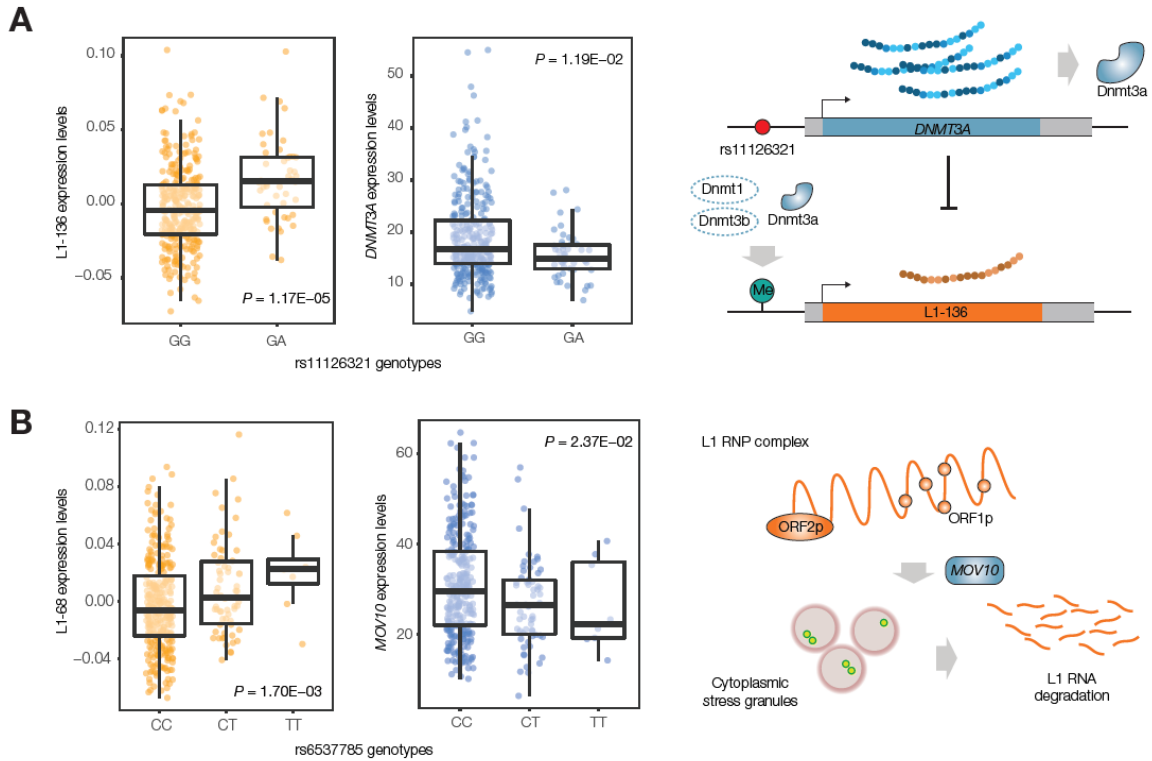 A
L1-136 expression levels
0.10
0.05
0.00
−0.05
P = 1.17E−05
GG
GA
DNMT3A expression levels
50
40
30
20
10
P = 1.19E−02
GG
GA
rs11126321 genotypes
Dnmt3a
DNMT3A
rs11126321
Dnmt1
Dnmt3b
Dnmt3a
Me
L1-136
B
L1-68 expression levels
0.12
0.08
0.04
0.00
−0.04
P = 1.70E−03
CC
CT
TT
MOV10 expression levels
60
40
20
P = 2.37E−02
CC
CT
TT
rs6537785 genotypes
L1 RNP complex
ORF2p
ORF1p
MOV10
Cytoplasmic
stress granules
L1 RNA
degradation